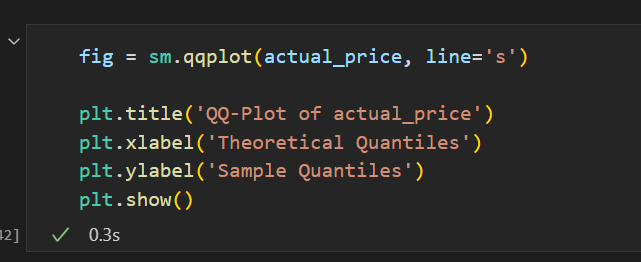 fig = sm.qqplot(actual_price, line='s')
plt.title('QQ-Plot of actual_price')
plt.xlabel('Theoretical Quantiles')
plt.ylabel('Sample Quantiles')
plt.show()
42]
0.3s